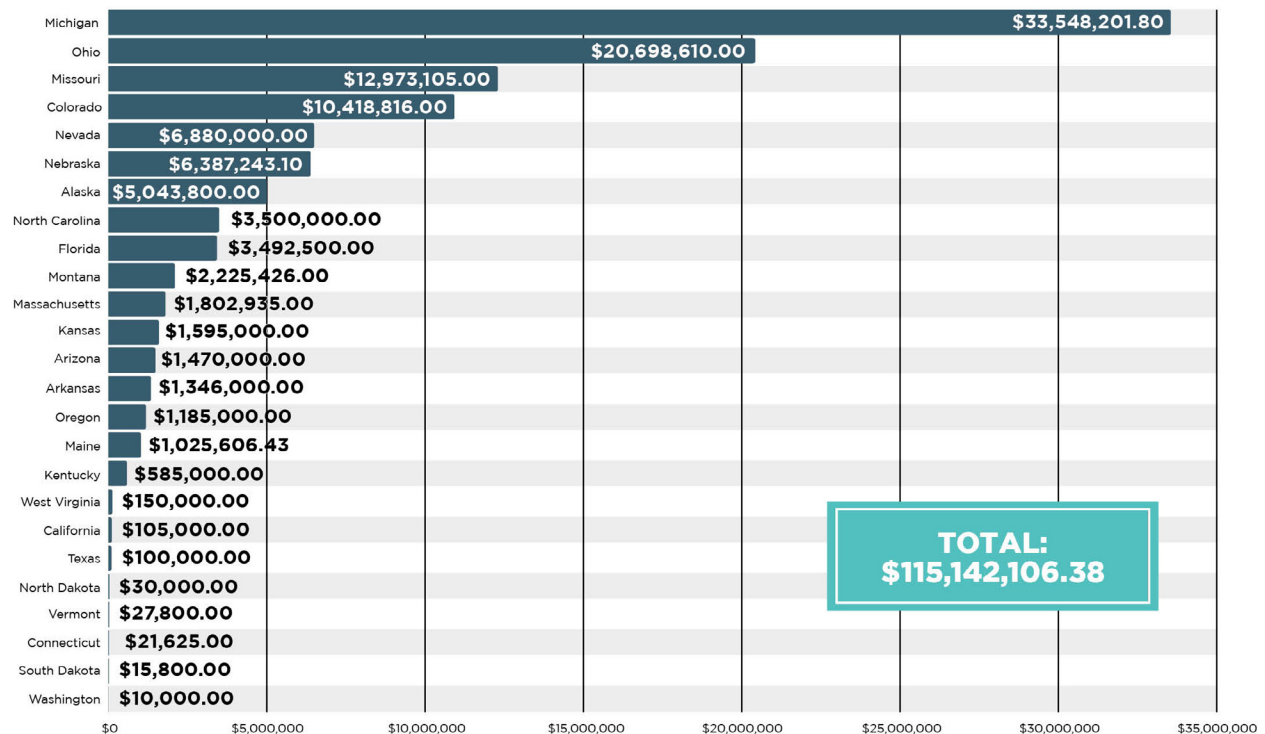 Michigan $33,548,201.80
Ohio $20,698,610.00
Missouri $12,973,105.00
Colorado $10,418,816.00
Nevada $6,880,000.00
Nebraska $6,387,243.10
Alaska $5,043,800.00
North Carolina $3,500,000.00
Florida $3,492,500.00
Montana $2,225,426.00
Massachusetts $1,802,935.00
Kansas $1,595,000.00
Arizona $1,470,000.00
Arkansas $1,346,000.00
Oregon $1,185,000.00
Maine $1,025,606.43
Kentucky $585,000.00
West Virginia $150,000.00
California $105,000.00
Texas $100,000.00
North Dakota $30,000.00
Vermont $27,800.00
Connecticut $21,625.00
South Dakota $15,800.00
Washington $10,000.00
TOTAL:
$115,142,106.38
$0 $5,000,000 $10,000,000 $15,000,000 $20,000,000 $25,000,000 $30,000,000 $35,000,000